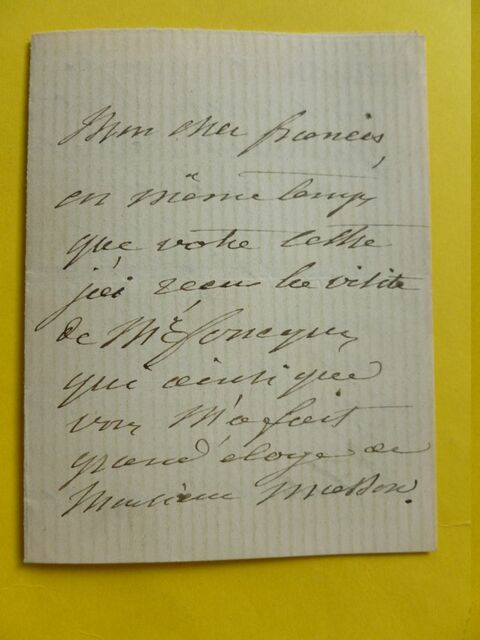 Mon cher francis,
en même temps
que votre lettre
j'ai reçu la visite
de Mr
qui ainsi que
vous m'a fait
grand éloge de
Monsieur Masson.